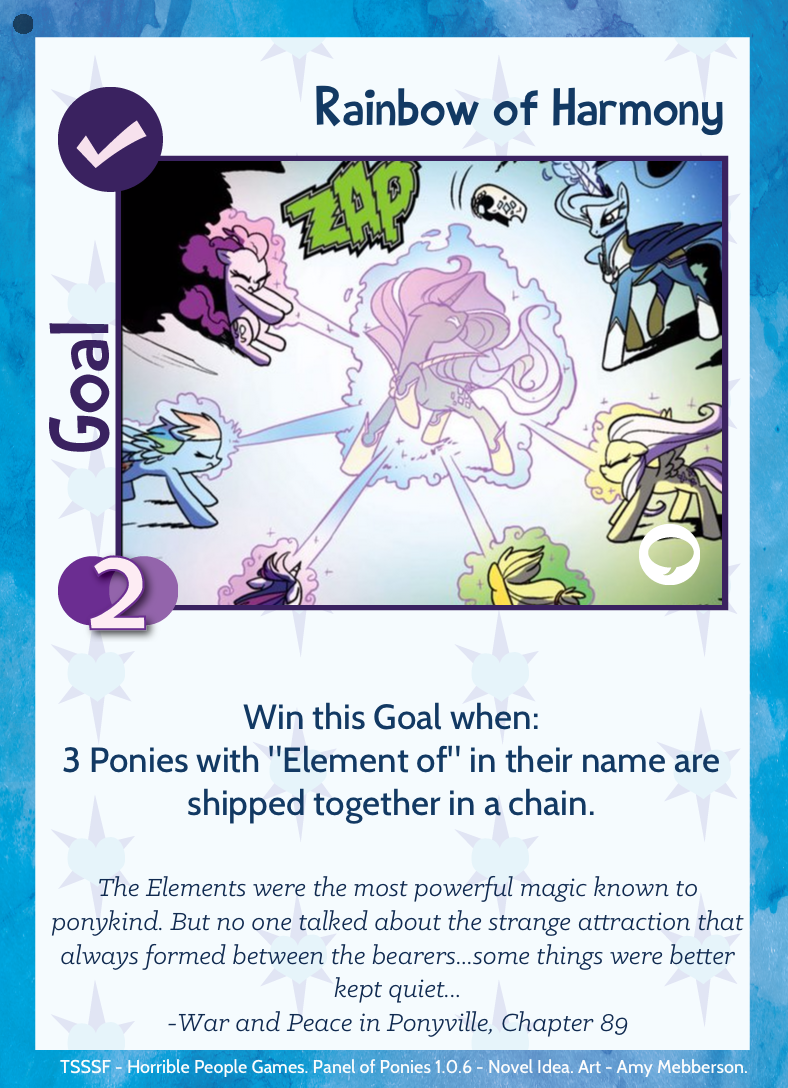 Rainbow of Harmony
ZAP
Goal
2
Win this Goal when:
3 Ponies with "Element of" in their name are
shipped together in a chain.
The Elements were the most powerful magic known to
ponykind. But no one talked about the strange attraction that
always formed between the bearers...some things were better
kept quiet...
-War and Peace in Ponyville, Chapter 89
TSSSF - Horrible People Games. Panel of Ponies 1.0.6 - Novel Idea. Art - Amy Mebberson.